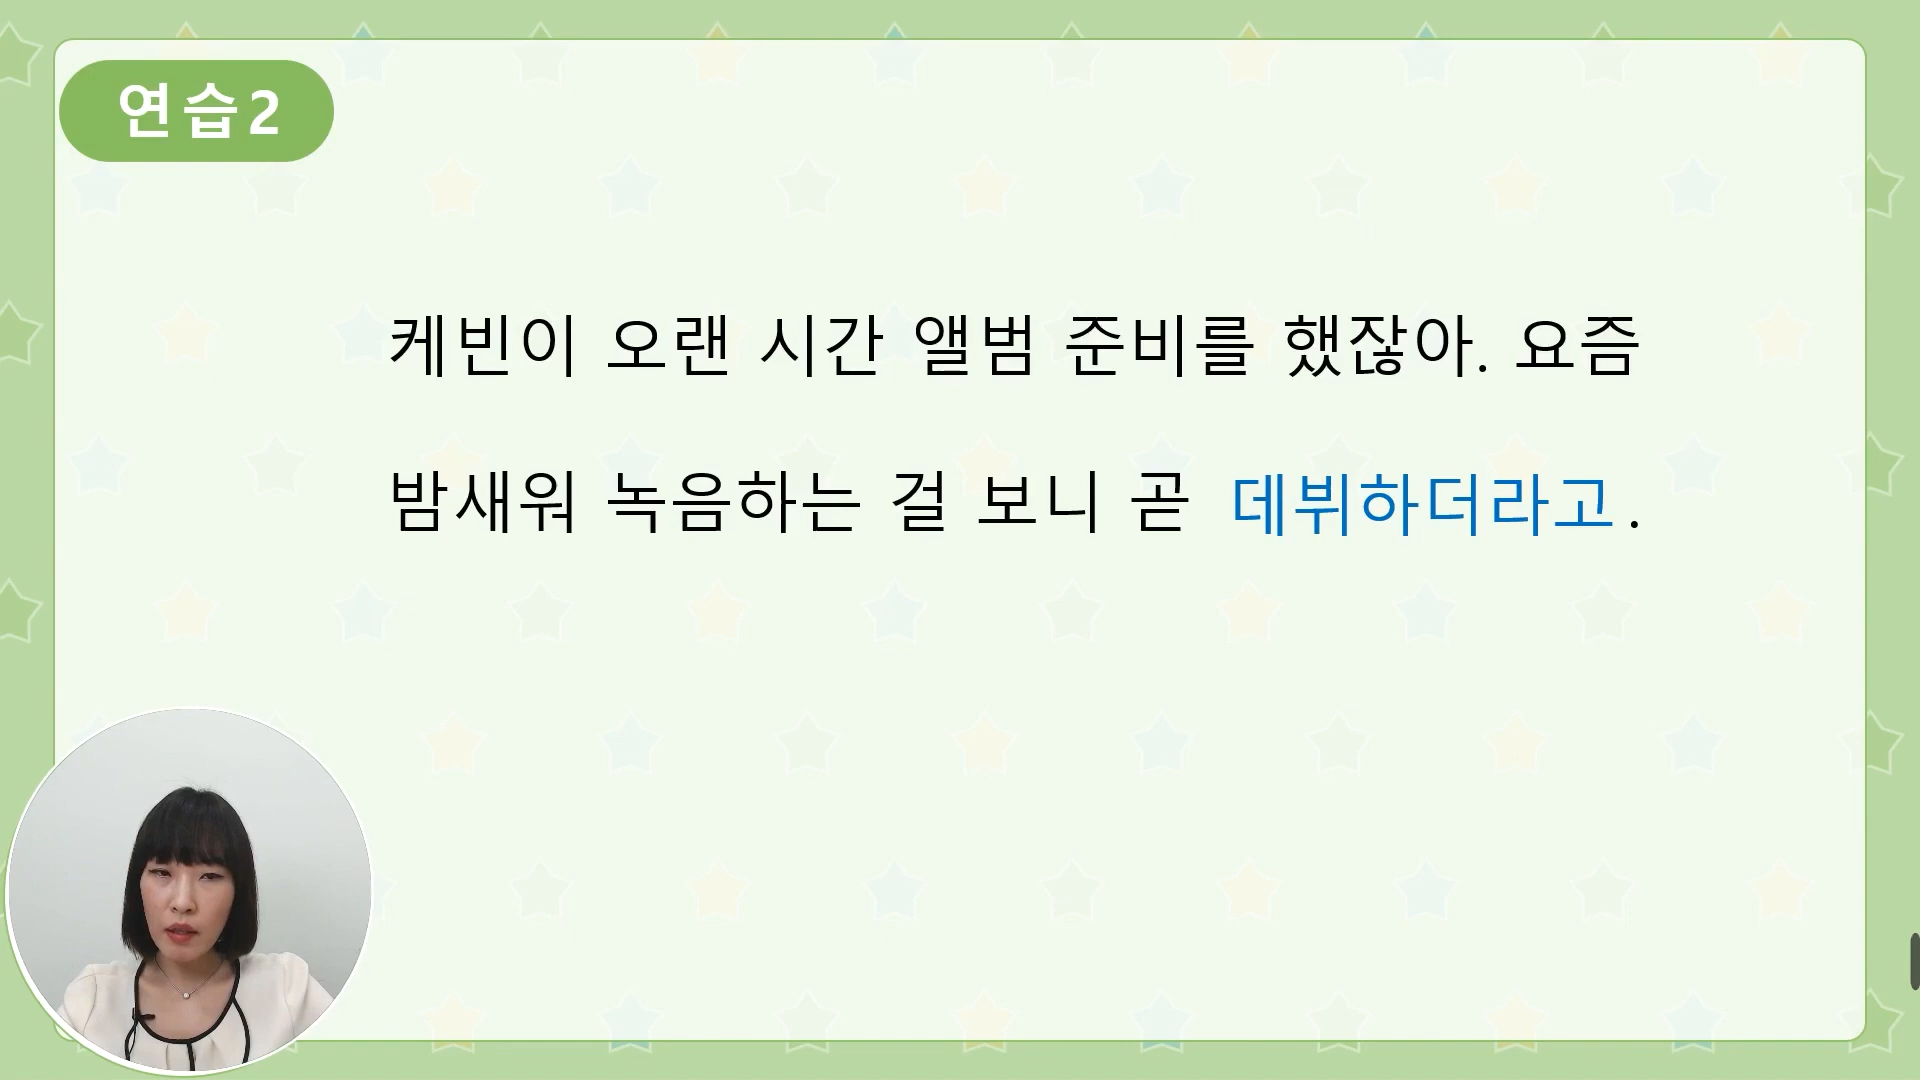 연습2
케빈이 오랜 시간 앨범 준비를 했잖아. 요즘
밤새워 녹음하는 걸 보니 곧 데뷔하더라고.